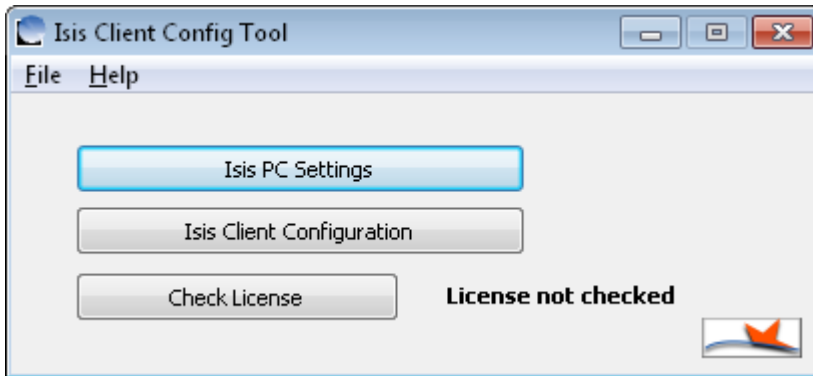 Isis Client Config Tool
File Help
Isis PC Settings
Isis Client Configuration
Check License License not checked